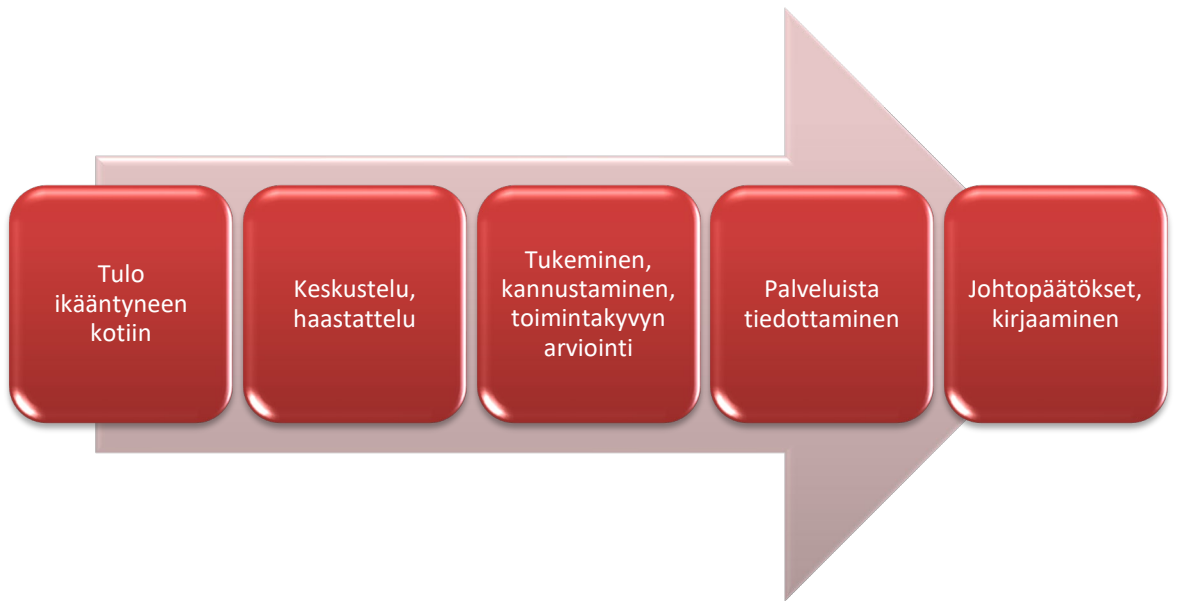 Tulo
ikääntyneen
kotiin
Keskustelu,
haastattelu
Tukeminen,
kannustaminen,
toimintakyvyn
arviointi
Palveluista
tiedottaminen
Johtopäätökset,
kirjaaminen